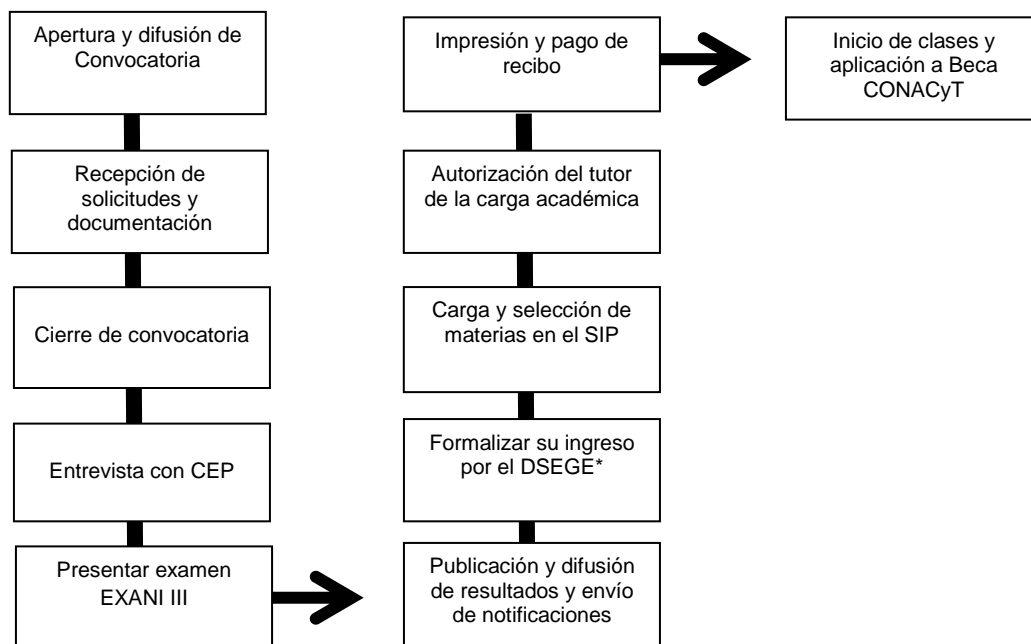 Apertura y difusión de
Convocatoria
Recepción de
solicitudes y
documentación
Cierre de convocatoria
Entrevista con CEP
Presentar examen
EXANI III
Impresión y pago de
recibo
Autorización del tutor
de la carga académica
Carga y selección de
materias en el SIP
Formalizar su ingreso
por el DSEGE*
Publicación y difusión
de resultados y envío
de notificaciones
Inicio de clases y
aplicación a Beca
CONACyT